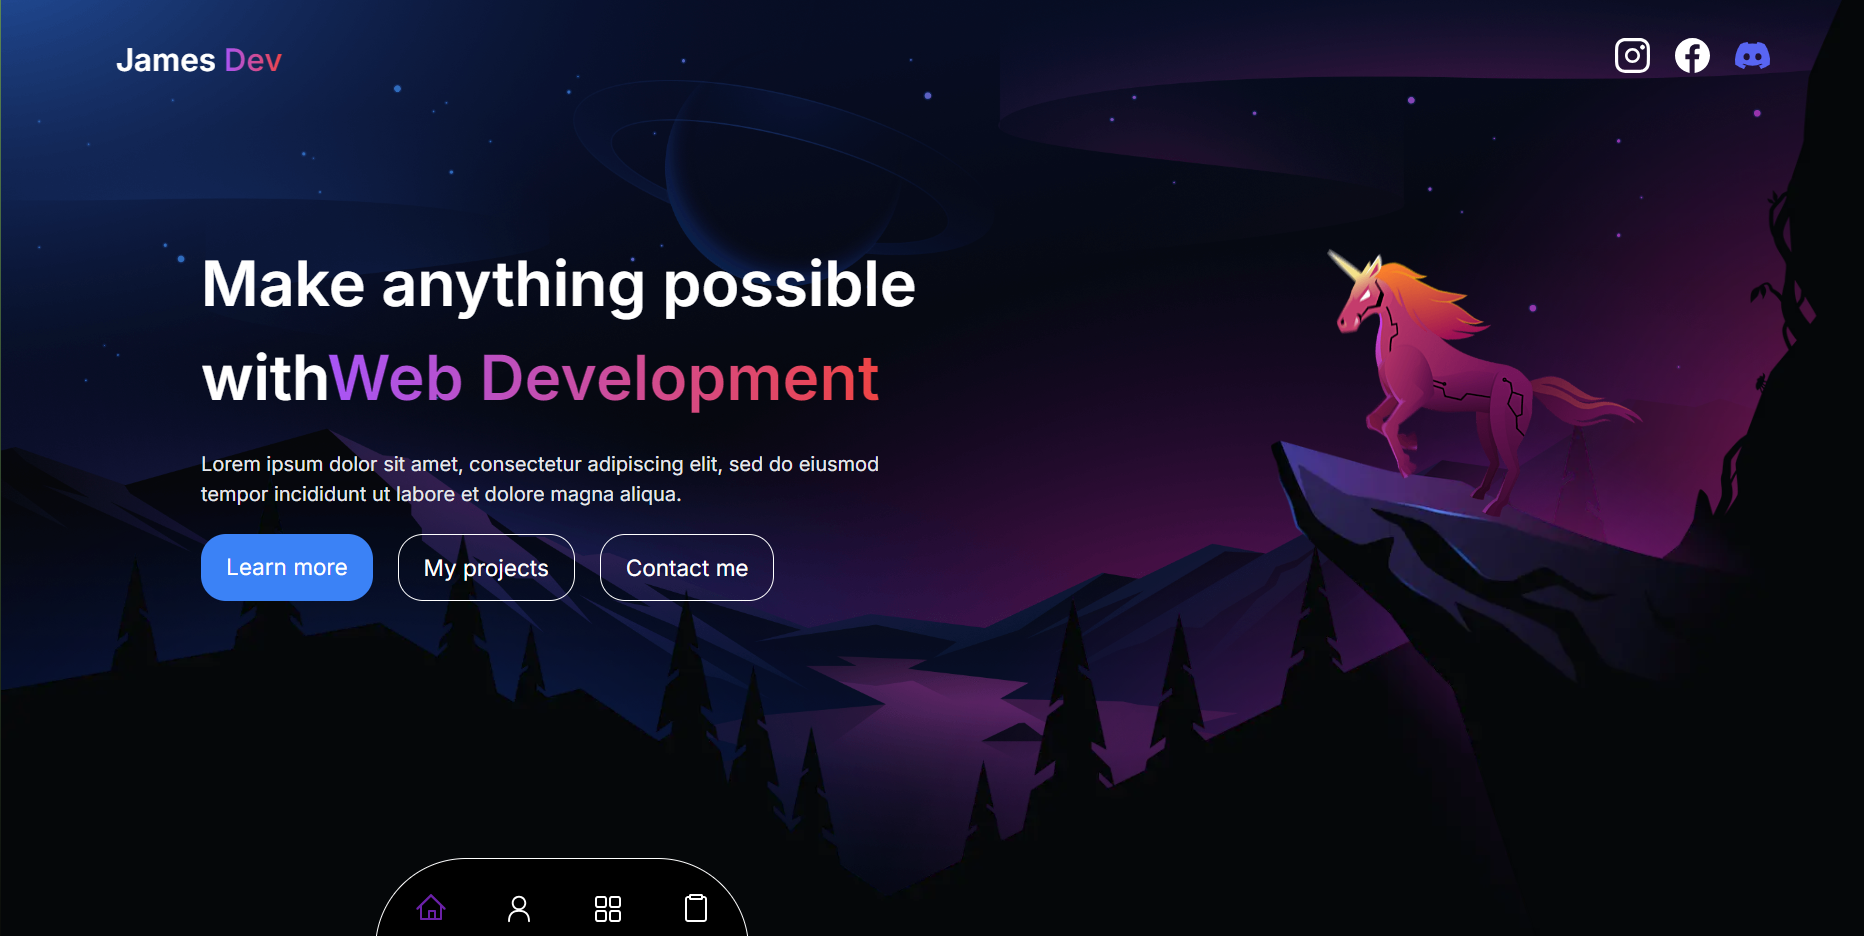 James Dev
Make anything possible
withWeb Development
Lorem ipsum dolor sit amet, consectetur adipiscing elit, sed do eiusmod
tempor incididunt ut labore et dolore magna aliqua.
Learn more
My projects
Contact me